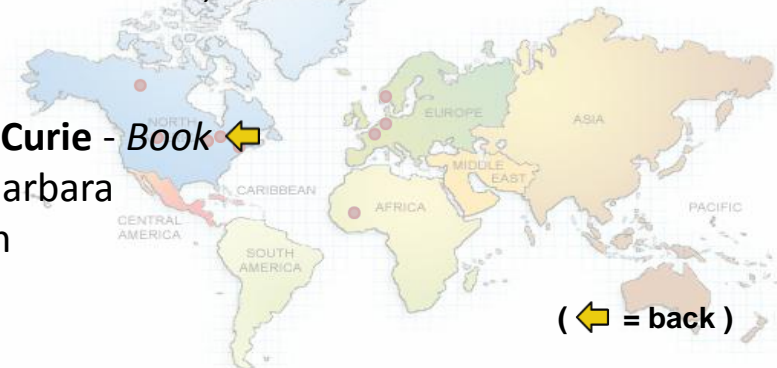 EUROPE
ASIA
NORTH
Curie - Book
MIDDLE
EAST
arbara
CARIBBEAN
AFRICA
PACIFIC
CENTRAL
AMERICA
n
SOUTH
AMERICA
( = back )